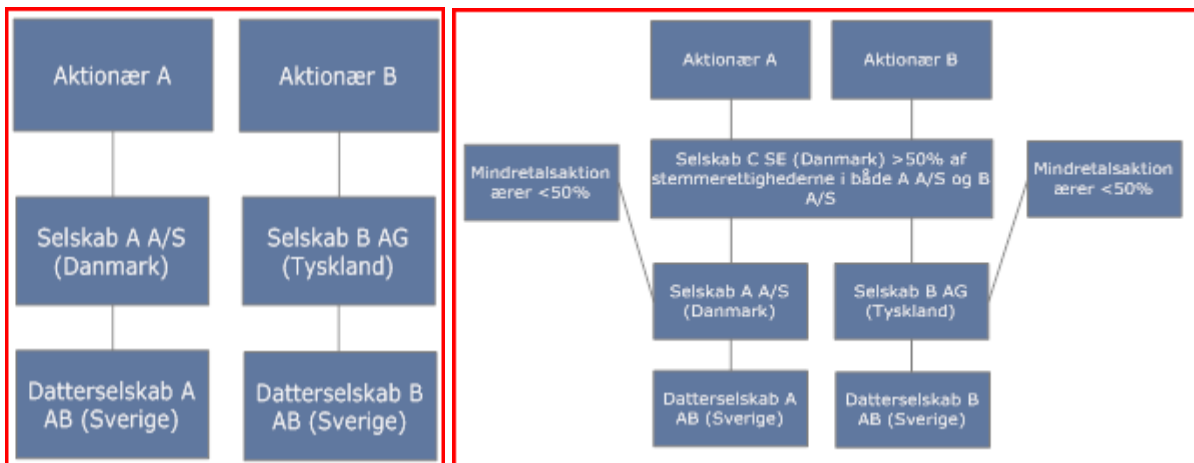 Aktionær A
Aktionær B
Selskab A A/S
(Danmark)
Selskab B AG
(Tyskland)
Datterselskab A
AB (Sverige)
Datterselskab B
AB (Sverige)
Aktionær A
Aktionær B
Mindretalsaktion
ærer <50%
Selskab C SE (Danmark) >50% af
stemmerettighederne i både A A/S og B
A/S
Mindretalsaktion
ærer <50%
Selskab A A/S
(Danmark)
Selskab B AG
(Tyskland)
Datterselskab A
AB (Sverige)
Datterselskab B
AB (Sverige)